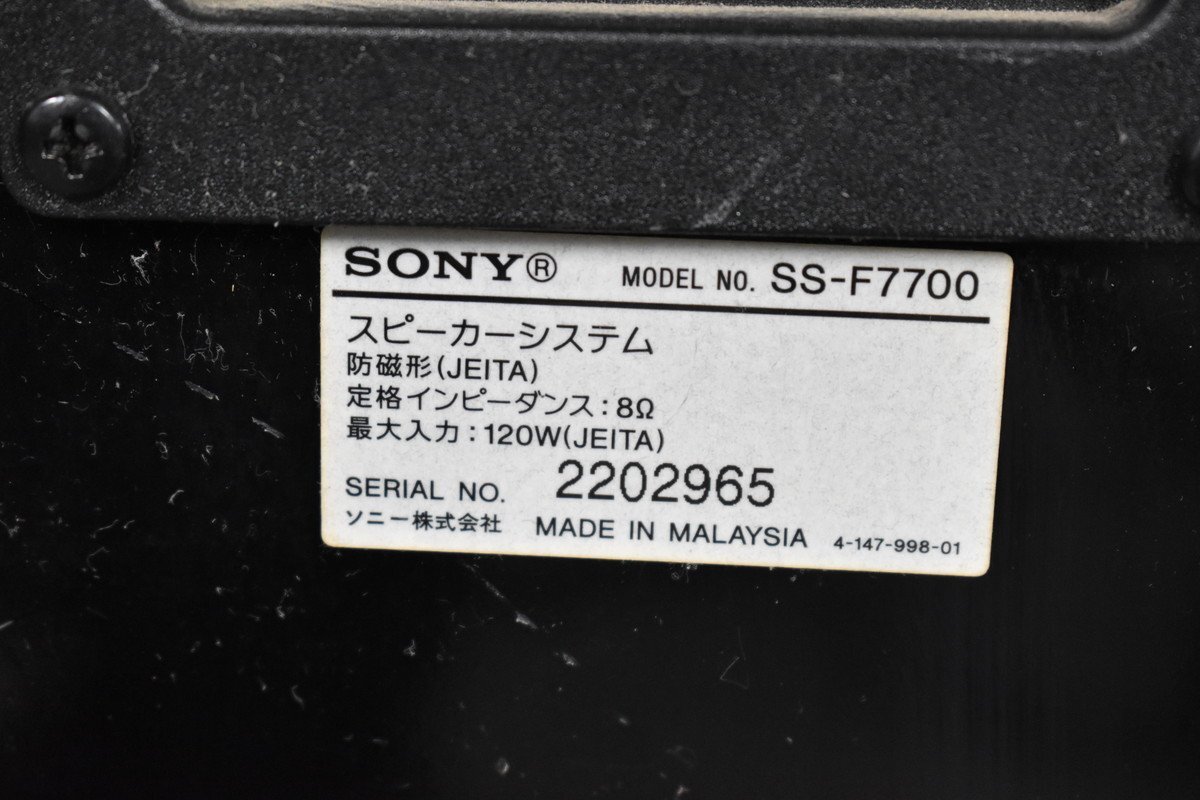 SONY® MODEL NO. SS-F7700
スピーカーシステム
防磁形(JEITA)
定格インピーダンス:8Ω
最大入力:120W(JEITA)
SERIAL NO. 2202965
ソニー株式会社 MADE IN MALAYSIA 4-147-998-01